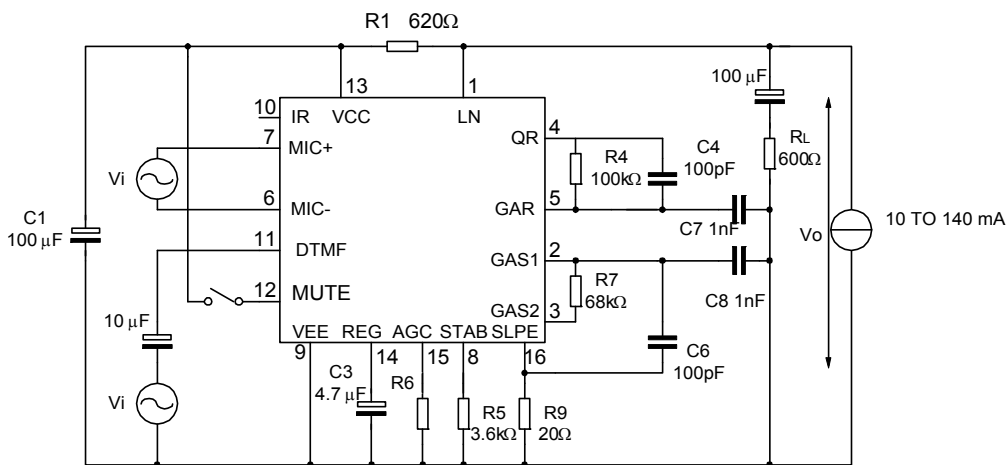 R1 620Ω
13
1
10
IR
VCC
LN
7
MIC+
QR
4
Vi
6
MIC-
R4
100kΩ
C4
100pF
100 μF
RL
600Ω
GAR
5
C1
100 μF
11
DTMF
C7 1nF
GAS1
2
Vo
10 TO 140 mA
12
MUTE
R7
68kΩ
C8 1nF
GAS2
3
10 μF
VEE REG AGC STAB SLPE
9
14
15
8
16
C6
100pF
Vi
C3
4.7 μF
R6
R5
3.6kΩ
R9
20Ω